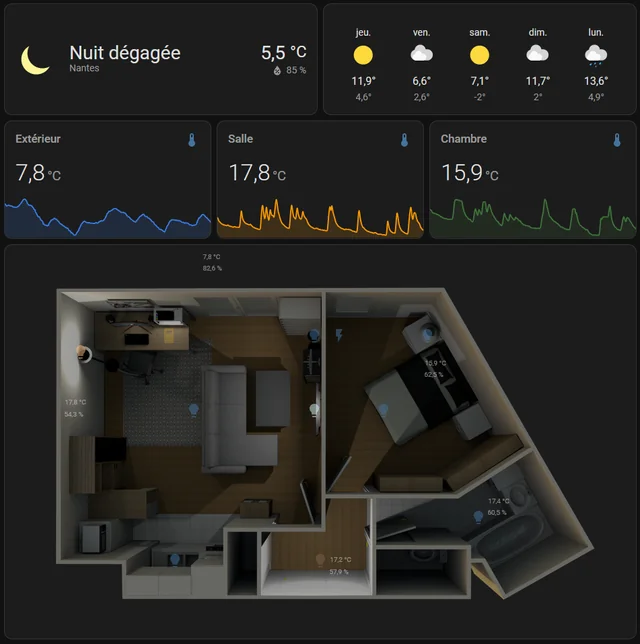 Nuit dégagée
Nantes
5,5 °C
85 %
jeu. ven. sam. dim. lun.
11,9° 6,6° 7,1° 11,7° 13,6°
4,6° 2,6° -2° 2° 4,9°
Extérieur
7,8 °C
Salle
17,8 °C
Chambre
15,9 °C
7,8 °C
82,6 %
15,9 °C
62,5 %
17,8 °C
54,3 %
17,4 °C
60,5 %
17,2 °C
57,9 %